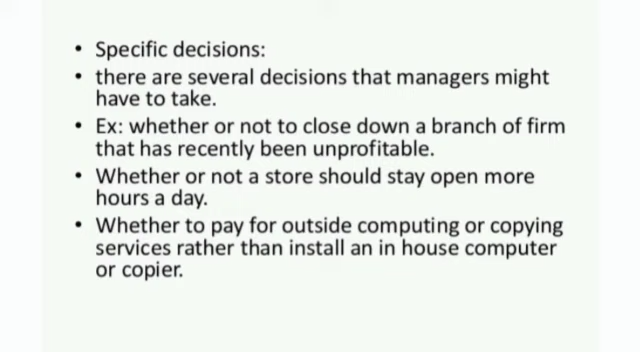 • Specific decisions:
• there are several decisions that managers might
have to take.
• Ex: whether or not to close down a branch of firm
that has recently been unprofitable.
• Whether or not a store should stay open more
hours a day.
• Whether to pay for outside computing or copying
services rather than install an in house computer
or copier.